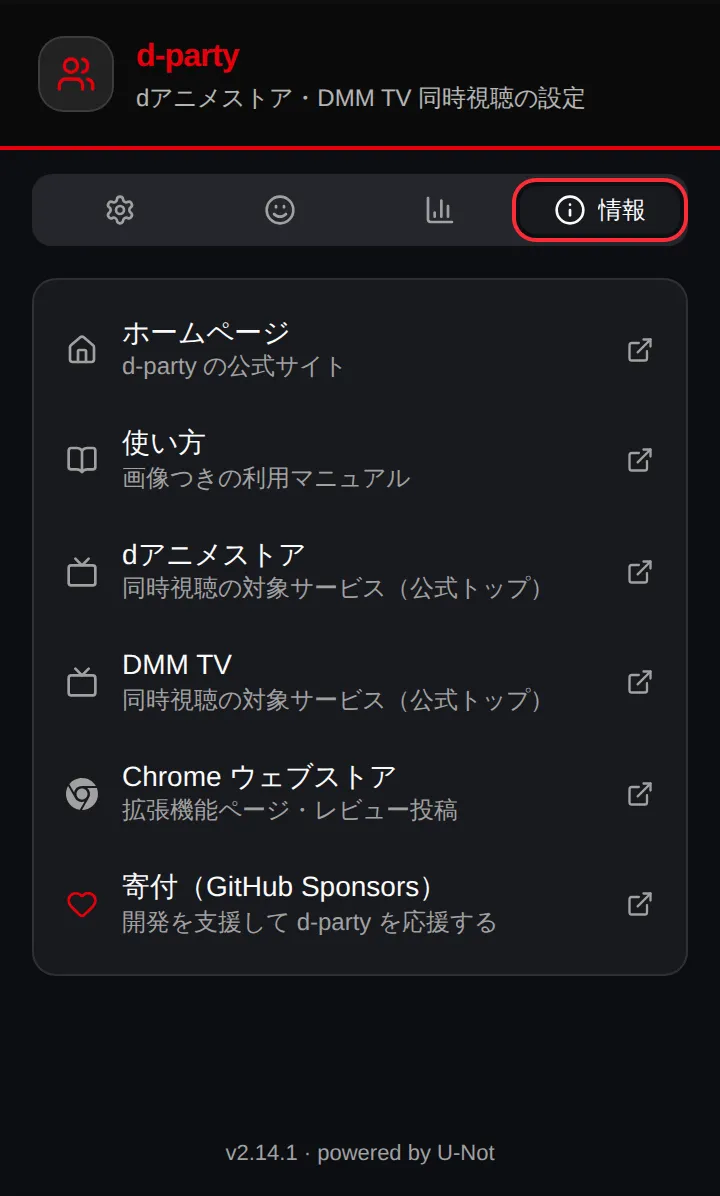 d-party
dアニメストア・DMM TV 同時視聴の設定
情報
ホームページ
d-party の公式サイト
使い方
画像つきの利用マニュアル
dアニメストア
同時視聴の対象サービス（公式トップ）
DMM TV
同時視聴の対象サービス（公式トップ）
Chrome ウェブストア
拡張機能ページ・レビュー投稿
寄付（GitHub Sponsors）
開発を支援して d-party を応援する
v2.14.1 · powered by U-Not